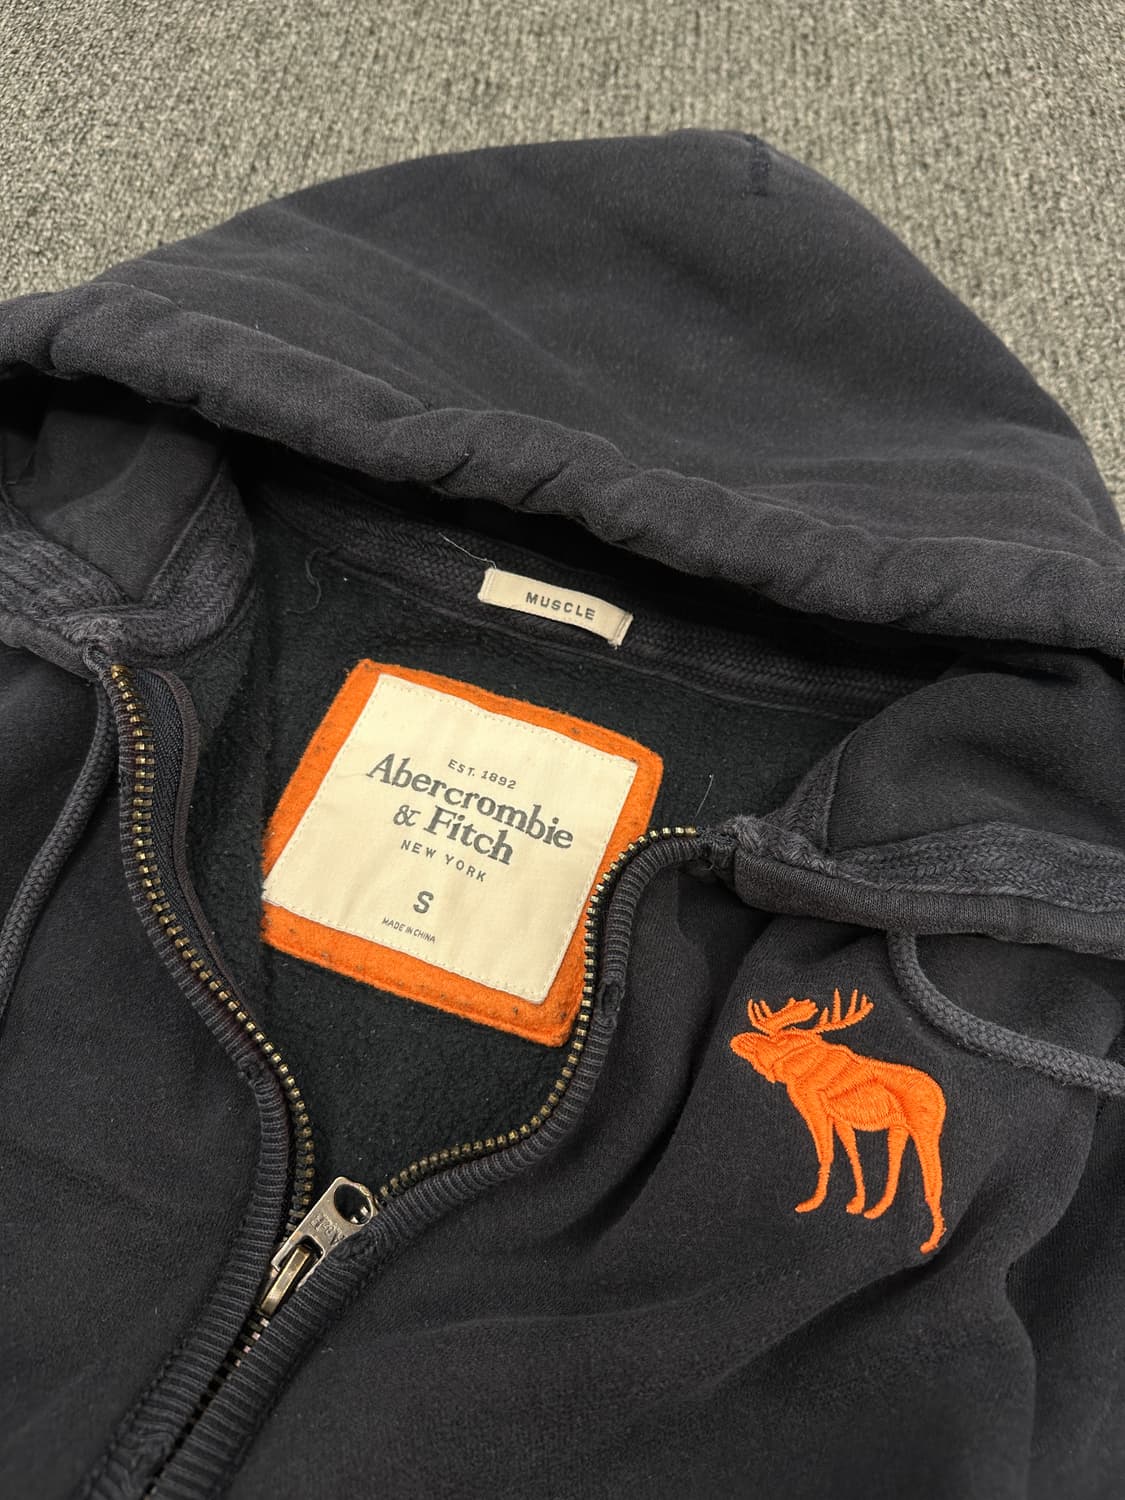 MUSCLE
EST. 1892
Abercrombie
& Fitch
NEW YORK
S
MADE IN CHINA